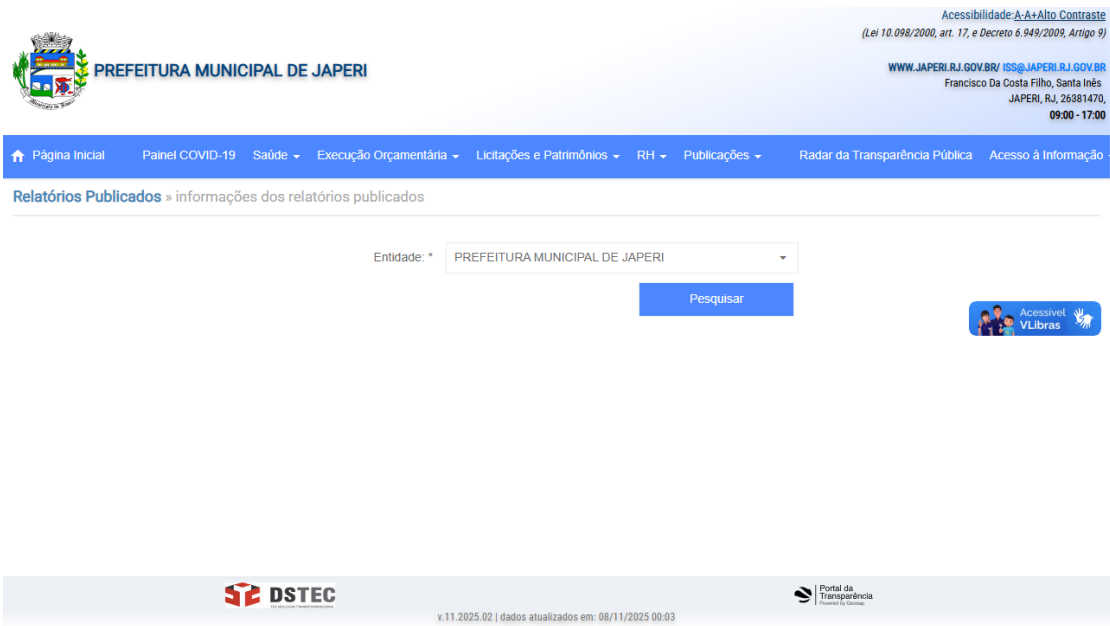 Acessibilidade:A-A+Alto Contraste
(Lei 10.098/2000, art. 17, e Decreto 6.949/2009, Artigo 9)
PREFEITURA MUNICIPAL DE JAPERI
WWW.JAPERI.RJ.GOV.BR/ ISS@JAPERI.RJ.GOV.BR
Francisco Da Costa Filho, Santa Inês
JAPERI, RJ, 26381470,
09:00 - 17:00
Página Inicial Painel COVID-19 Saúde Execução Orçamentária Licitações e Patrimônios RH Publicações Radar da Transparência Pública Acesso à Informação
Relatórios Publicados » informações dos relatórios publicados
Entidade: * PREFEITURA MUNICIPAL DE JAPERI
Pesquisar
Acessível
VLibras
DSTEC
Portal da
Transparência
v.11.2025.02 | dados atualizados em: 08/11/2025 00:03